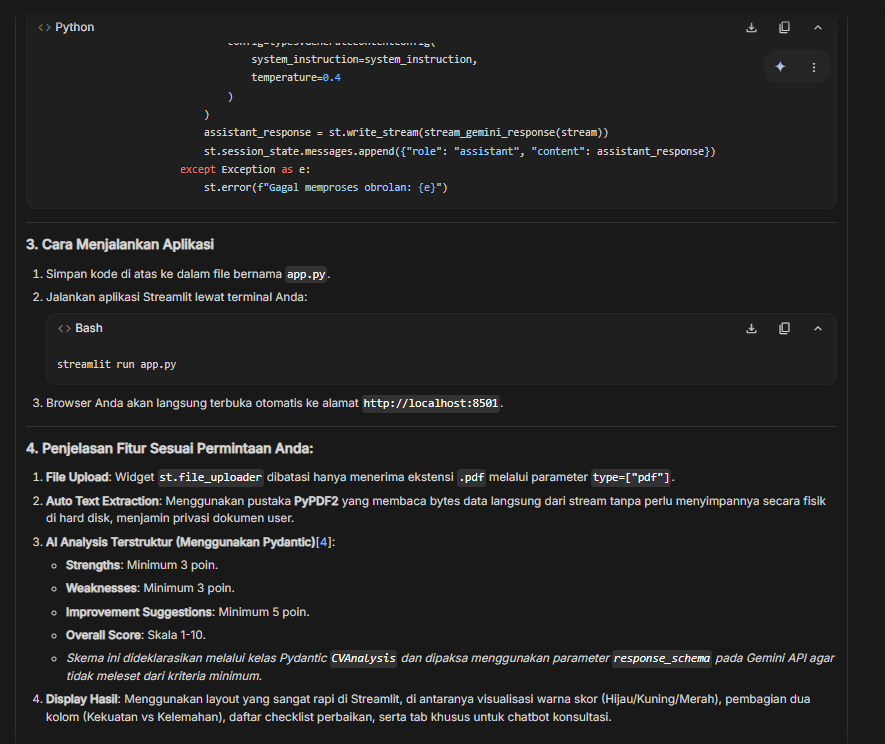 Python
config=types.GenerateContentConfig(
system_instruction=system_instruction,
temperature=0.4
)
)
assistant_response = st.write_stream(stream_gemini_response(stream))
st.session_state.messages.append({"role": "assistant", "content": assistant_response})
except Exception as e:
st.error(f"Gagal memproses obrolan: {e}")
3. Cara Menjalankan Aplikasi
1. Simpan kode di atas ke dalam file bernama app.py.
2. Jalankan aplikasi Streamlit lewat terminal Anda:
Bash
streamlit run app.py
3. Browser Anda akan langsung terbuka otomatis ke alamat http://localhost:8501.
4. Penjelasan Fitur Sesuai Permintaan Anda:
1. File Upload: Widget st.file_uploader dibatasi hanya menerima ekstensi .pdf melalui parameter type=["pdf"].
2. Auto Text Extraction: Menggunakan pustaka PyPDF2 yang membaca bytes data langsung dari stream tanpa perlu menyimpannya secara fisik
di hard disk, menjamin privasi dokumen user.
3. AI Analysis Terstruktur (Menggunakan Pydantic)[4]:
Strengths: Minimum 3 poin.
Weaknesses: Minimum 3 poin.
Improvement Suggestions: Minimum 5 poin.
Overall Score: Skala 1-10.
Skema ini dideklarasikan melalui kelas Pydantic CVAnalysis dan dipaksa menggunakan parameter response_schema pada Gemini API agar
tidak meleset dari kriteria minimum.
4. Display Hasil: Menggunakan layout yang sangat rapi di Streamlit, di antaranya visualisasi warna skor (Hijau/Kuning/Merah), pembagian dua
kolom (Kekuatan vs Kelemahan), daftar checklist perbaikan, serta tab khusus untuk chatbot konsultasi.